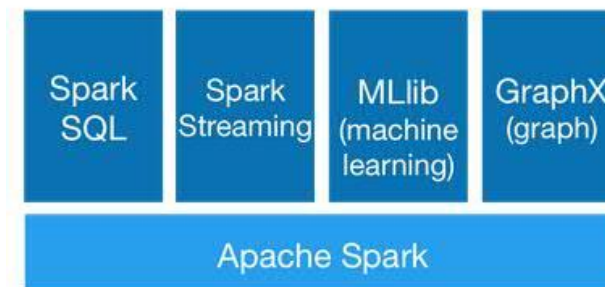 Spark
SQL
Spark
Streaming
MLlib
(machine
learning)
GraphX
(graph)
Apache Spark